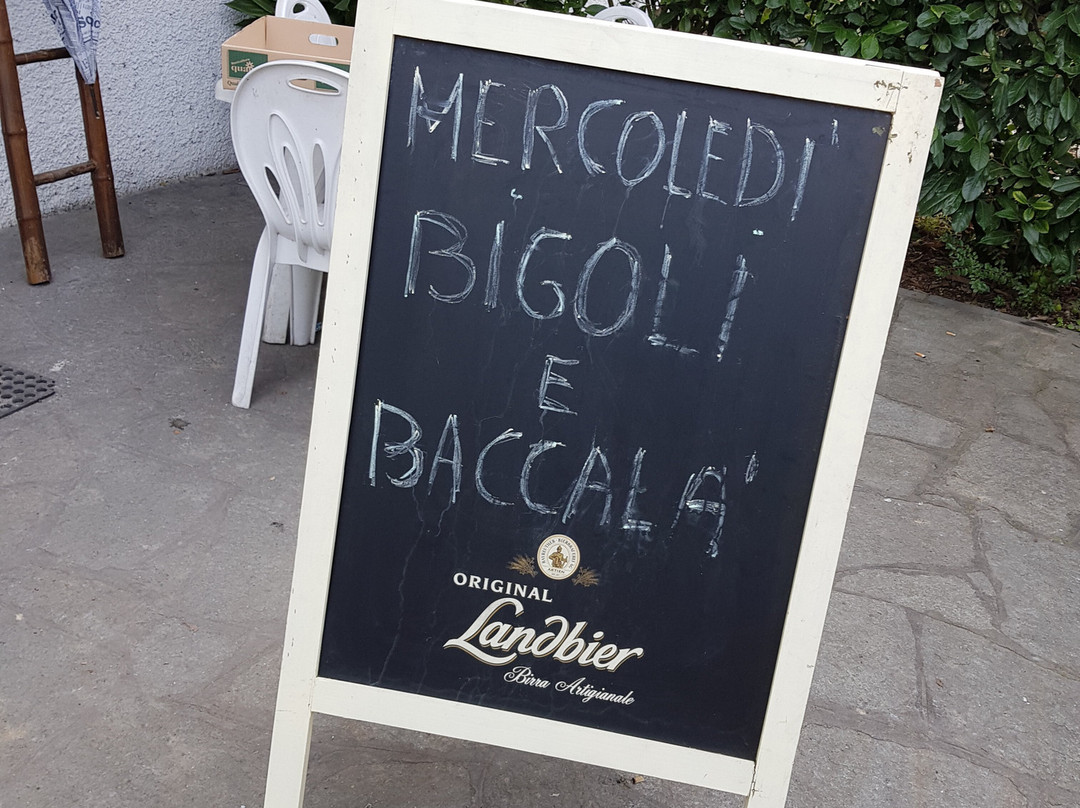 MERCOLEDI'
BIGOLI
E
BACCALA'
ORIGINAL
Landbier
Birra Artigianale